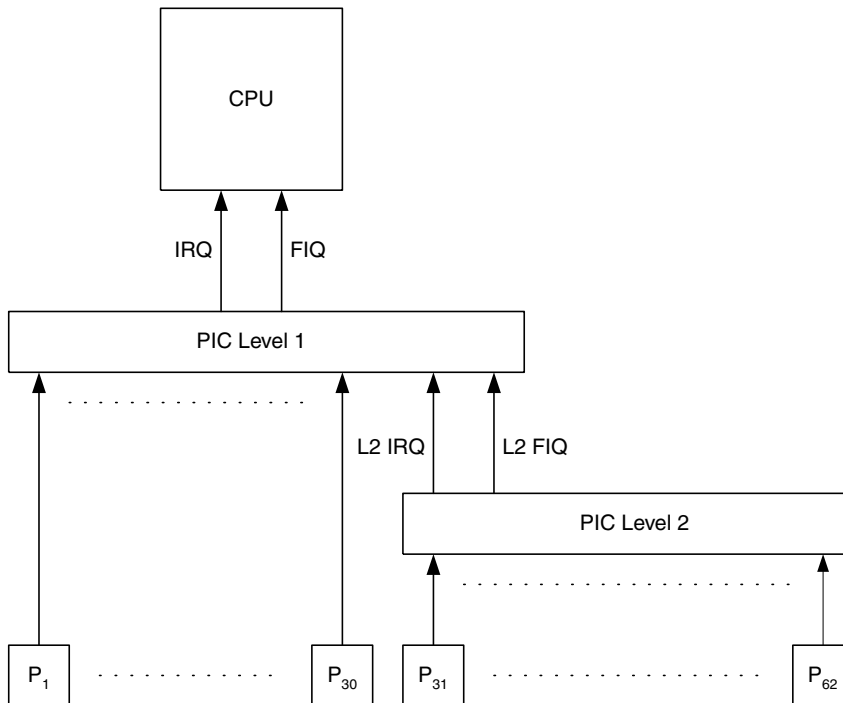 CPU
IRQ FIQ
PIC Level 1
L2 IRQ L2 FIQ
PIC Level 2
P1 P30 P31 P62